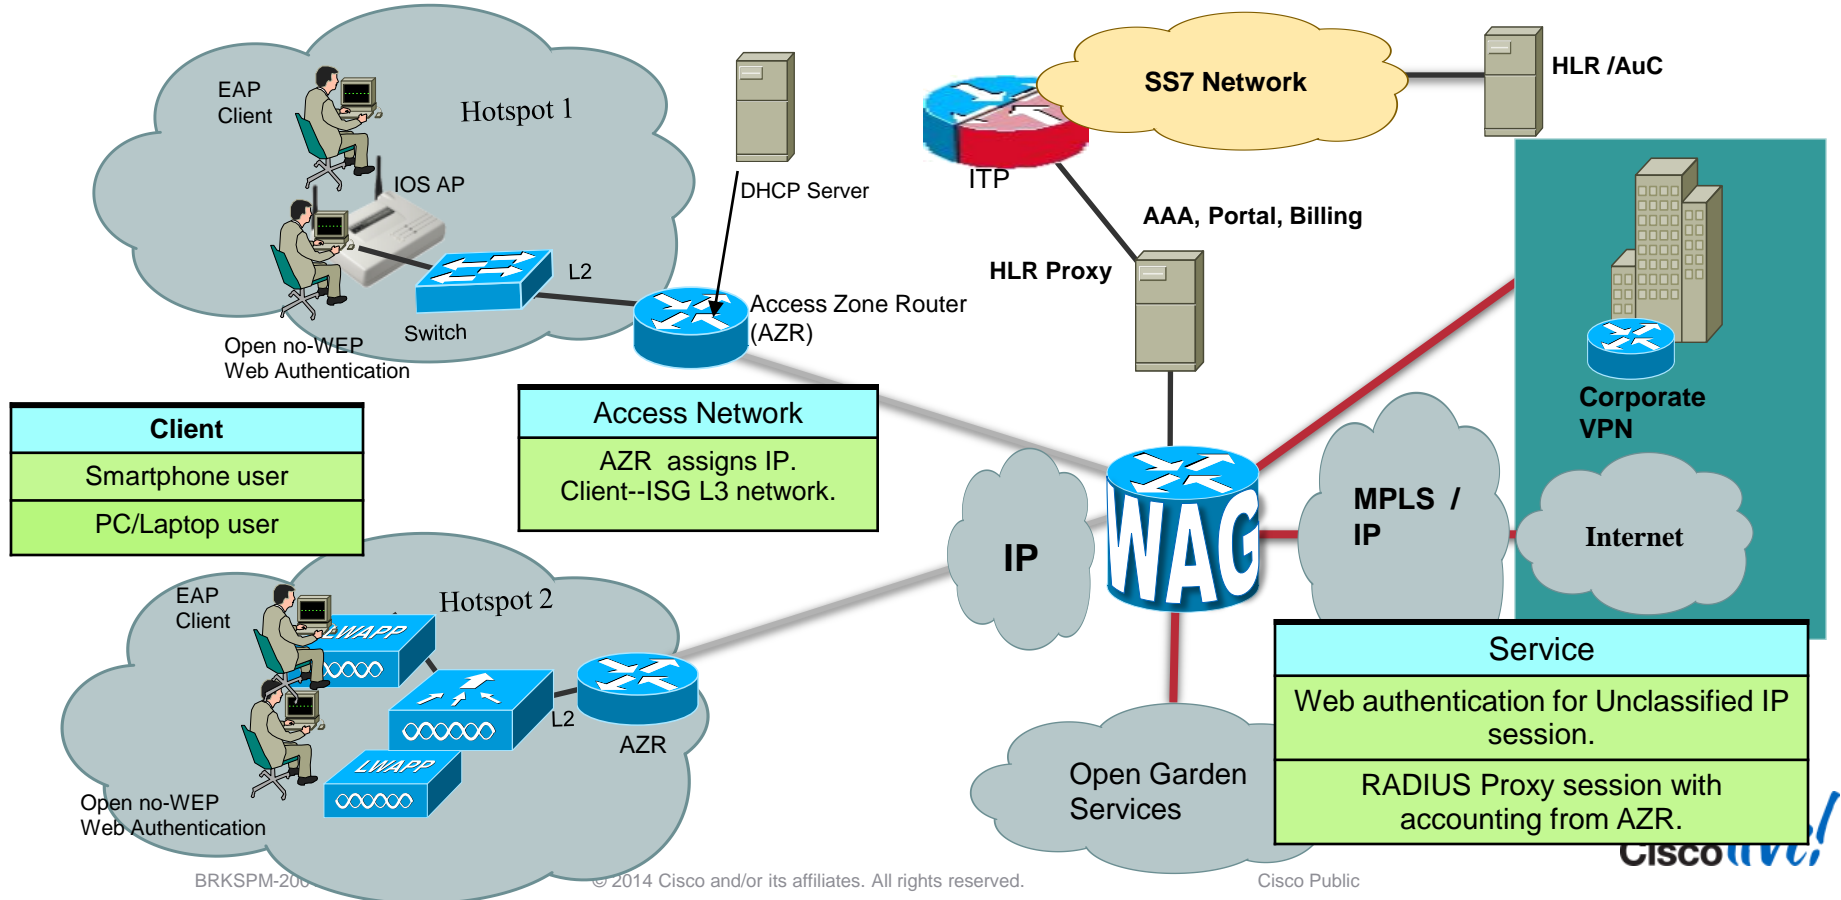 EAP
Client
Hotspot 1
IOS AP
DHCP Server
L2
Switch
Access Zone Router
(AZR)
Open no-WEP
Web Authentication
SS7 Network
HLR /AuC
ITP
AAA, Portal, Billing
HLR Proxy
Corporate
VPN
Client
Smartphone user
PC/Laptop user
Access Network
AZR assigns IP.
Client--ISG L3 network.
IP
WAG
MPLS /
IP
Internet
EAP
Client
Hotspot 2
LWAPP
L2
AZR
LWAPP
Open no-WEP
Web Authentication
Open Garden
Services
Service
Web authentication for Unclassified IP
session.
RADIUS Proxy session with
accounting from AZR.
Cisco live!
© 2014 Cisco and/or its affiliates. All rights reserved.
Cisco Public